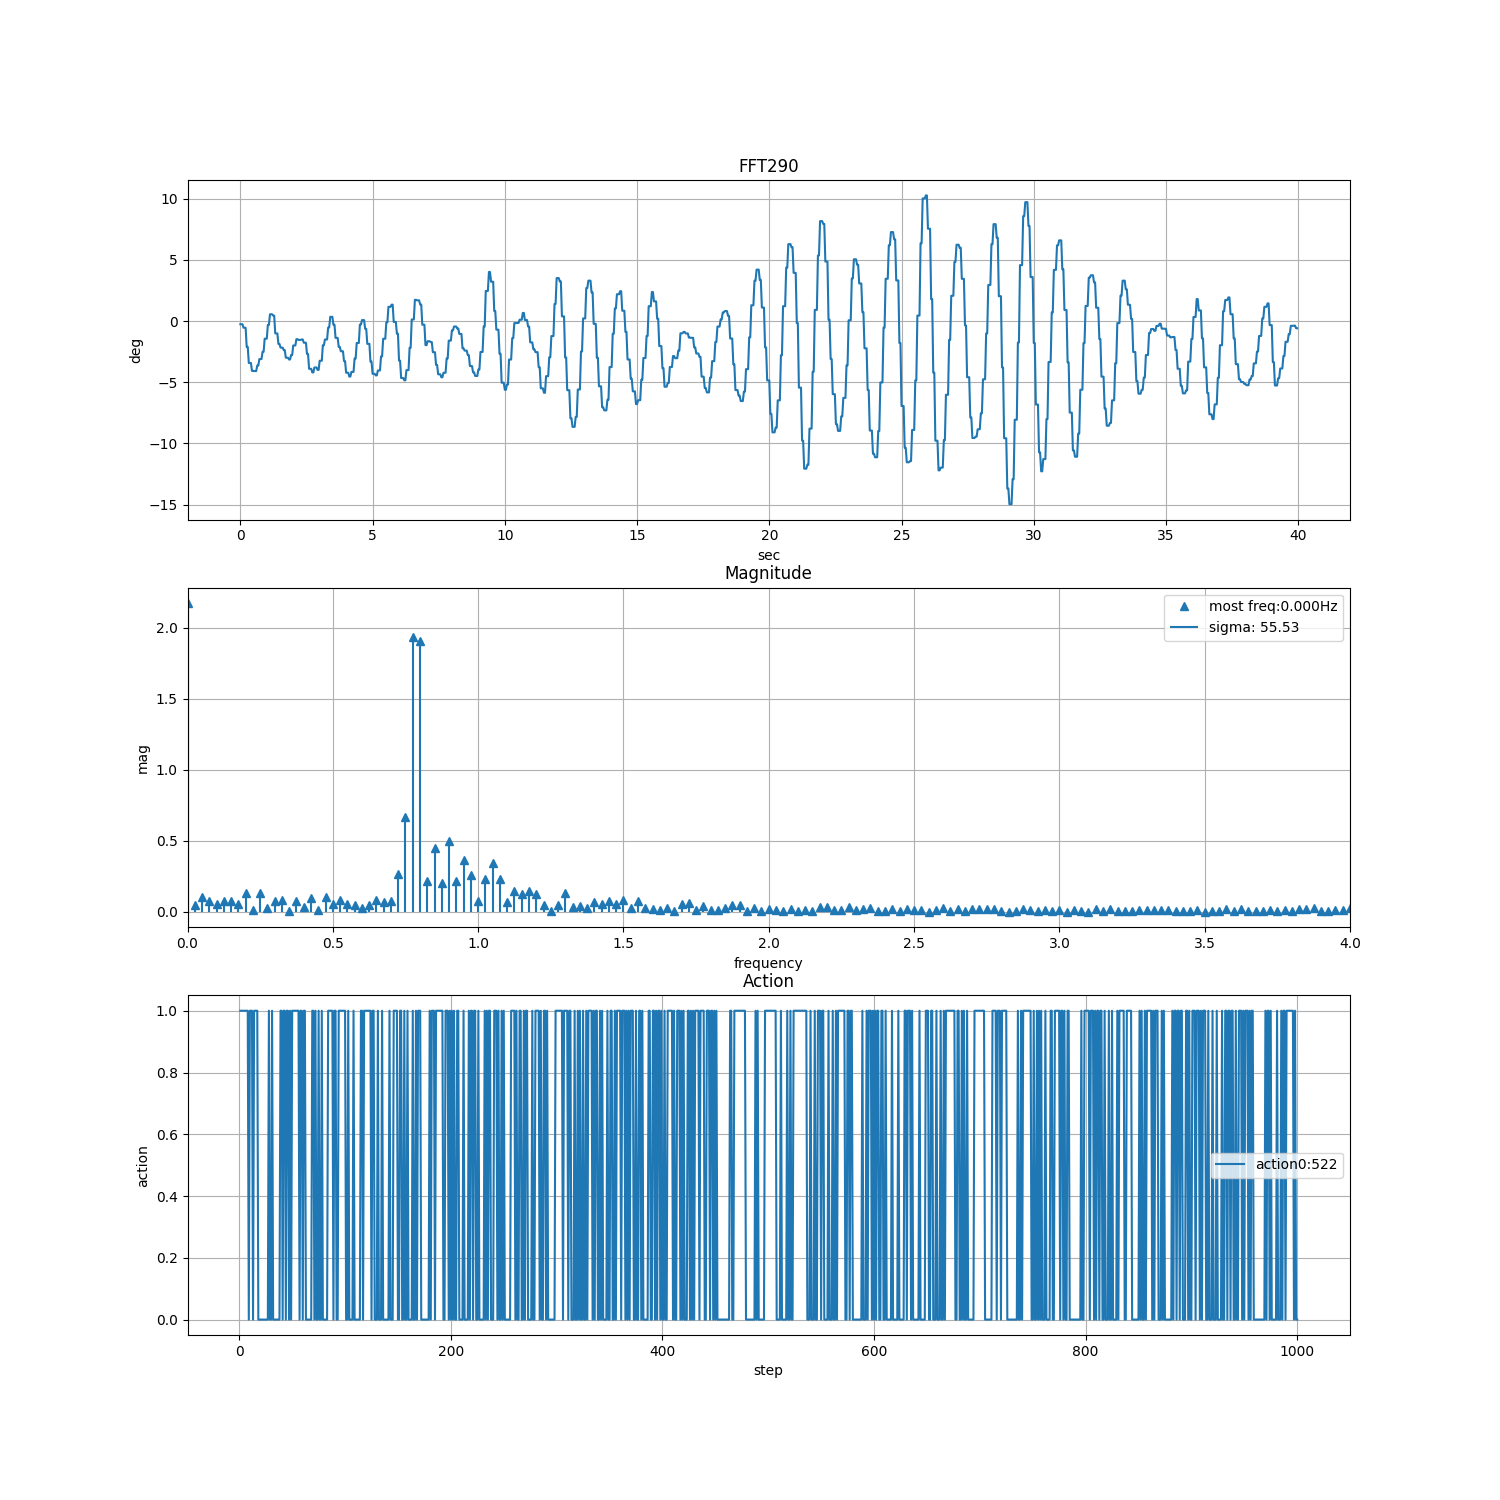 FFT290
10
5
0
−5
−10
−15
deg
0 5 10 15 20 25 30 35 40
sec
Magnitude
most freq:0.000Hz
sigma: 55.53
2.0
1.5
1.0
0.5
0.0
mag
0.0 0.5 1.0 1.5 2.0 2.5 3.0 3.5 4.0
frequency
Action
1.0
0.8
0.6
0.4
0.2
0.0
action
action0:522
0 200 400 600 800 1000
step